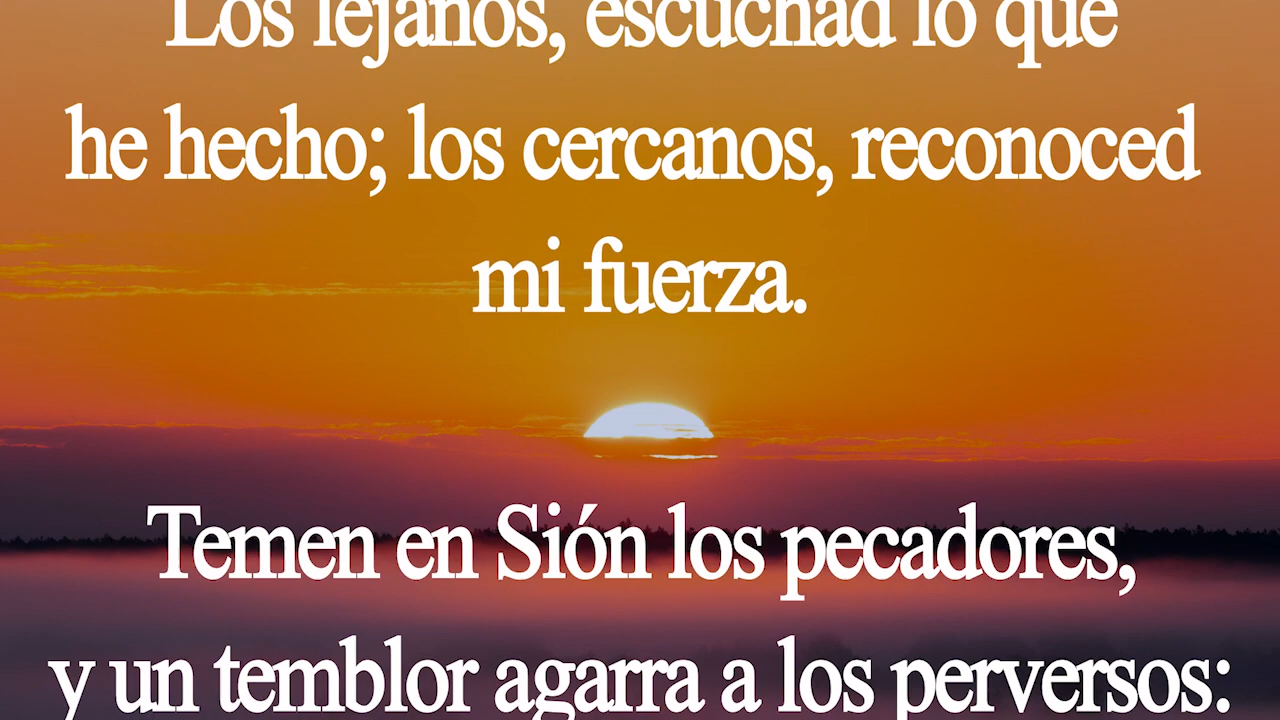 Los lejanos, escuchad lo que
he hecho; los cercanos, reconoced
mi fuerza.
Temen en Sión los pecadores,
y un temblor agarra a los perversos: